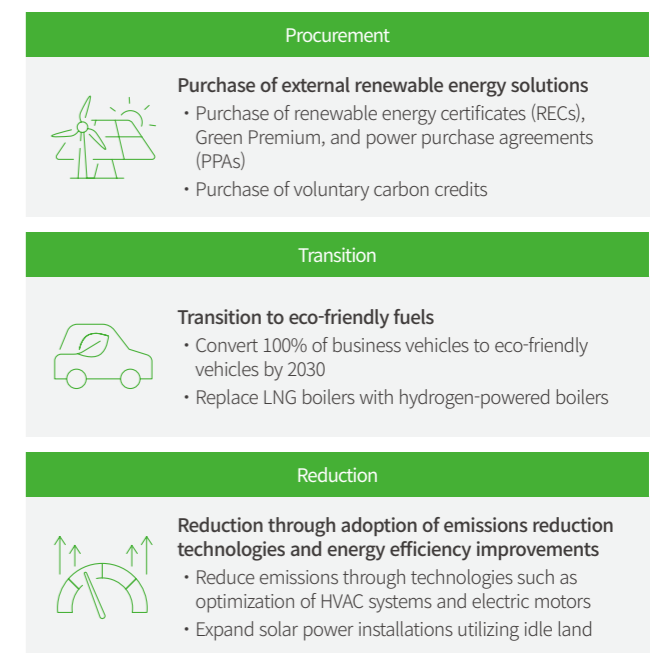 Procurement
Purchase of external renewable energy solutions
・Purchase of renewable energy certificates (RECs),
Green Premium, and power purchase agreements
(PPAs)
・Purchase of voluntary carbon credits
Transition
Transition to eco-friendly fuels
・Convert 100% of business vehicles to eco-friendly
vehicles by 2030
・Replace LNG boilers with hydrogen-powered boilers
Reduction
Reduction through adoption of emissions reduction
technologies and energy efficiency improvements
・Reduce emissions through technologies such as
optimization of HVAC systems and electric motors
・Expand solar power installations utilizing idle land